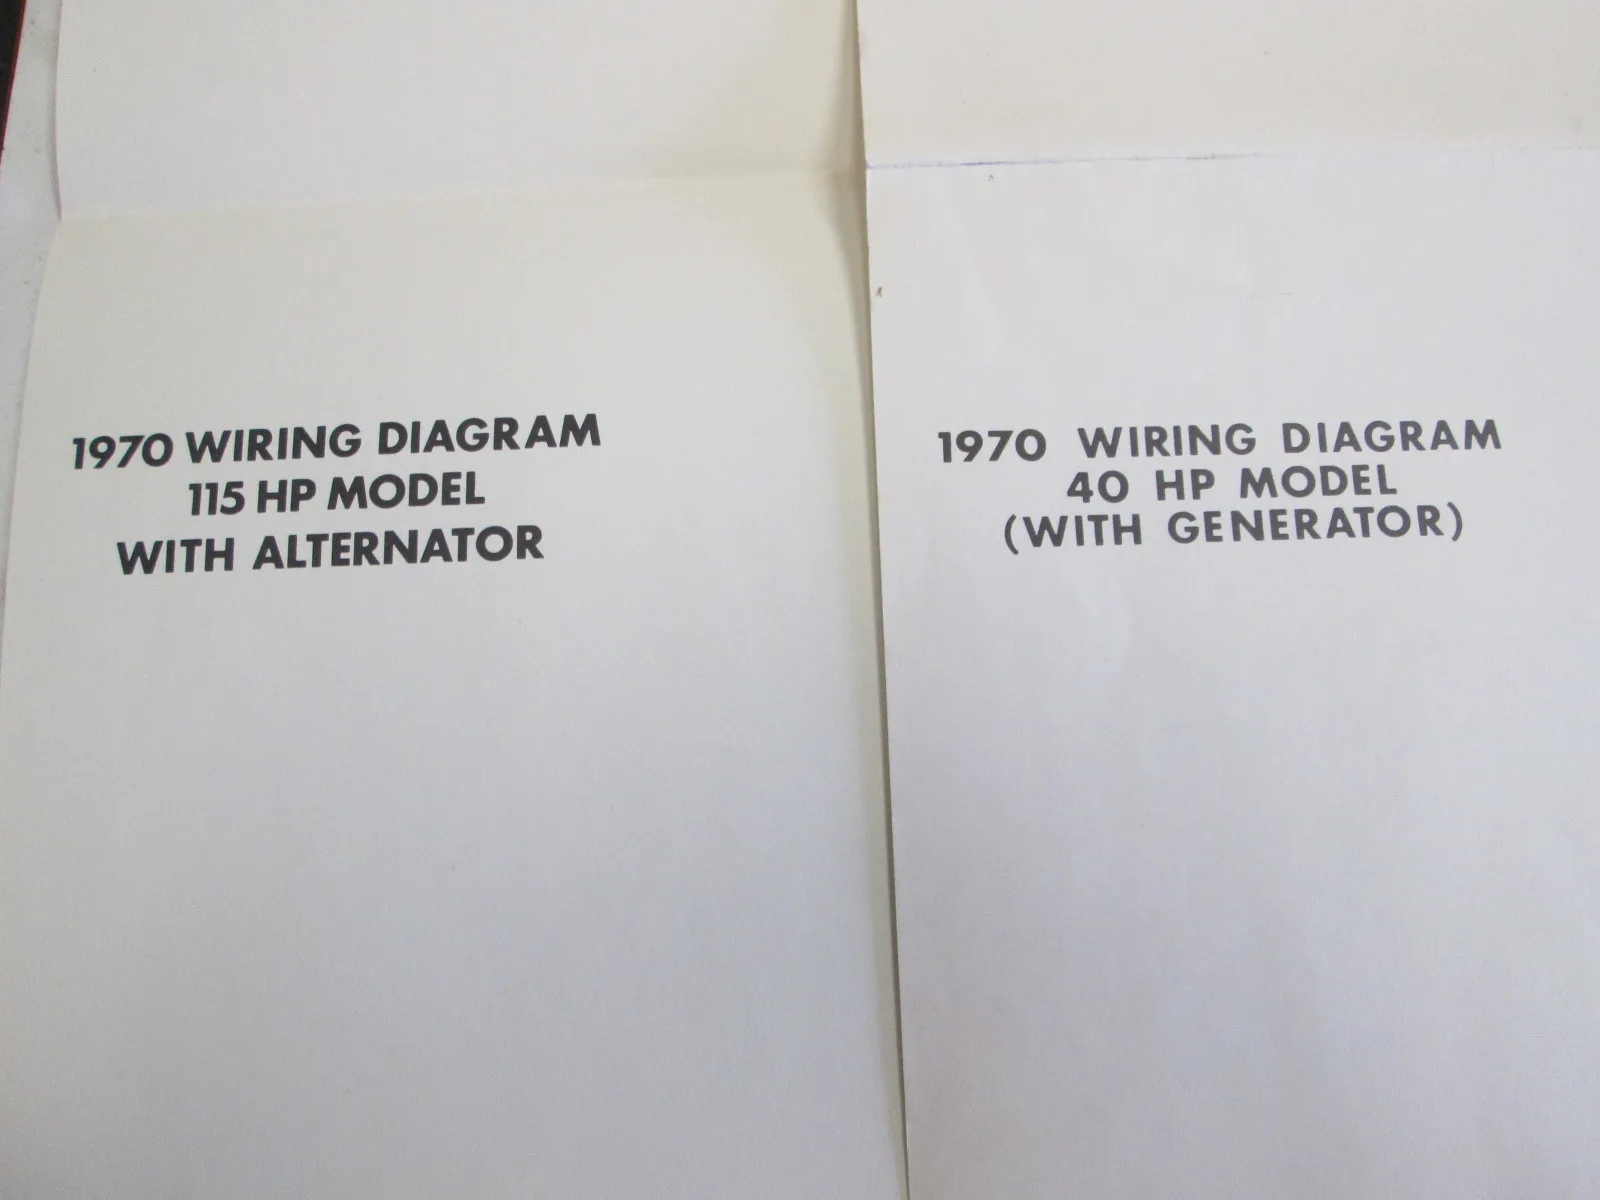 1970 WIRING DIAGRAM
115 HP MODEL
WITH ALTERNATOR
1970 WIRING DIAGRAM
40 HP MODEL
(WITH GENERATOR)